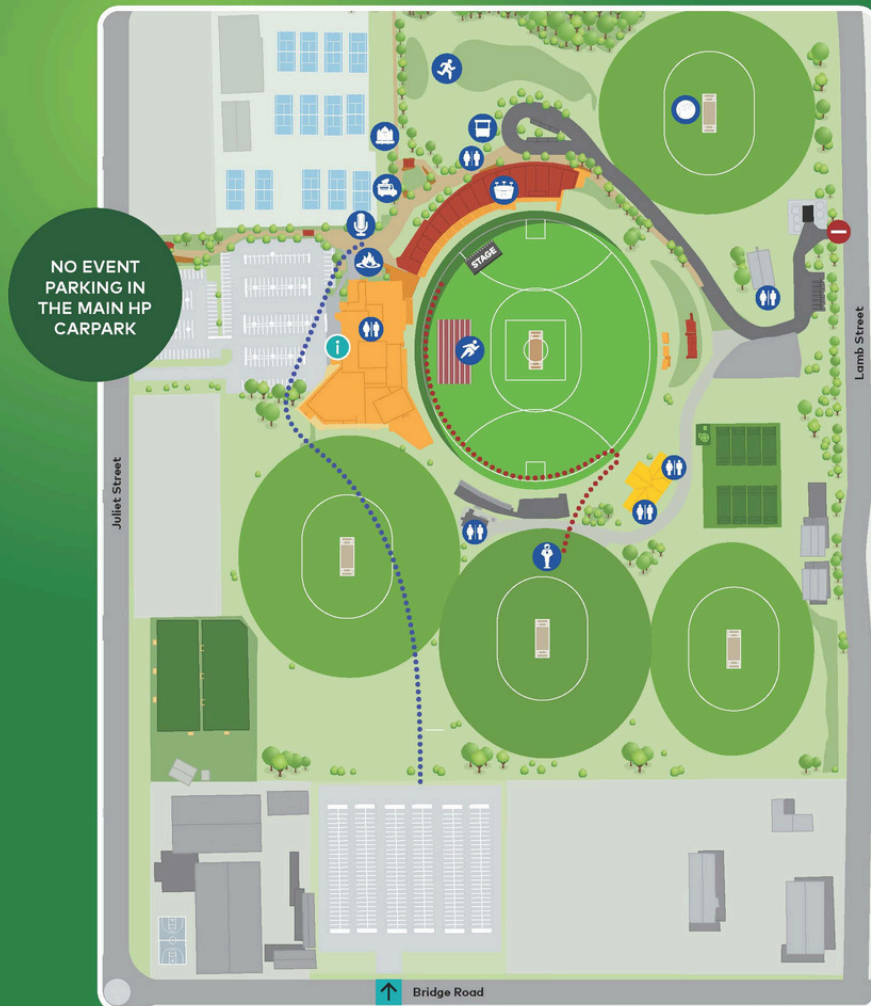 NO EVENT
PARKING IN
THE MAIN HP
CARPARK
STAGE
Juliet Street
Lamb Street
Bridge Road